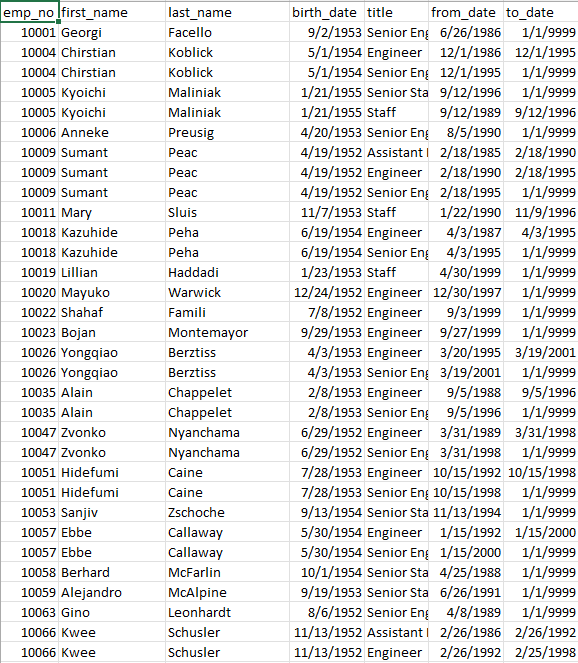 emp_no first_name last_name birth_date title from_date to_date
10001 Georgi Facello 9/2/1953 Senior Eng 6/26/1986 1/1/9999
10004 Chirstian Koblick 5/1/1954 Engineer 12/1/1986 12/1/1995
10004 Chirstian Koblick 5/1/1954 Senior Eng 12/1/1995 1/1/9999
10005 Kyoichi Maliniak 1/21/1955 Senior Sta 9/12/1996 1/1/9999
10005 Kyoichi Maliniak 1/21/1955 Staff 9/12/1989 9/12/1996
10006 Anneke Preusig 4/20/1953 Senior Eng 8/5/1990 1/1/9999
10009 Sumant Peac 4/19/1952 Assistant 2/18/1985 2/18/1990
10009 Sumant Peac 4/19/1952 Engineer 2/18/1990 2/18/1995
10009 Sumant Peac 4/19/1952 Senior Eng 2/18/1995 1/1/9999
10011 Mary Sluis 11/7/1953 Staff 1/22/1990 11/9/1996
10018 Kazuhide Peha 6/19/1954 Engineer 4/3/1987 4/3/1995
10018 Kazuhide Peha 6/19/1954 Senior Eng 4/3/1995 1/1/9999
10019 Lillian Haddadi 1/23/1953 Staff 4/30/1999 1/1/9999
10020 Mayuko Warwick 12/24/1952 Engineer 12/30/1997 1/1/9999
10022 Shahaf Famili 7/8/1952 Engineer 9/3/1999 1/1/9999
10023 Bojan Montemayor 9/29/1953 Engineer 9/27/1999 1/1/9999
10026 Yongqiao Berztiss 4/3/1953 Engineer 3/20/1995 3/19/2001
10026 Yongqiao Berztiss 4/3/1953 Senior Eng 3/19/2001 1/1/9999
10035 Alain Chappelet 2/8/1953 Engineer 9/5/1988 9/5/1996
10035 Alain Chappelet 2/8/1953 Senior Eng 9/5/1996 1/1/9999
10047 Zvonko Nyanchama 6/29/1952 Engineer 3/31/1989 3/31/1998
10047 Zvonko Nyanchama 6/29/1952 Senior Eng 3/31/1998 1/1/9999
10051 Hidefumi Caine 7/28/1953 Engineer 10/15/1992 10/15/1998
10051 Hidefumi Caine 7/28/1953 Senior Eng 10/15/1998 1/1/9999
10053 Sanjiv Zschoche 9/13/1954 Senior Sta 11/13/1994 1/1/9999
10057 Ebbe Callaway 5/30/1954 Engineer 1/15/1992 1/15/2000
10057 Ebbe Callaway 5/30/1954 Senior Eng 1/15/2000 1/1/9999
10058 Berhard McFarlin 10/1/1954 Senior Sta 4/25/1988 1/1/9999
10059 Alejandro McAlpine 9/19/1953 Senior Sta 6/26/1991 1/1/9999
10063 Gino Leonhardt 8/6/1952 Senior Eng 4/8/1989 1/1/9999
10066 Kwee Schusler 11/13/1952 Assistant 2/26/1986 2/26/1992
10066 Kwee Schusler 11/13/1952 Engineer 2/26/1992 2/25/1998